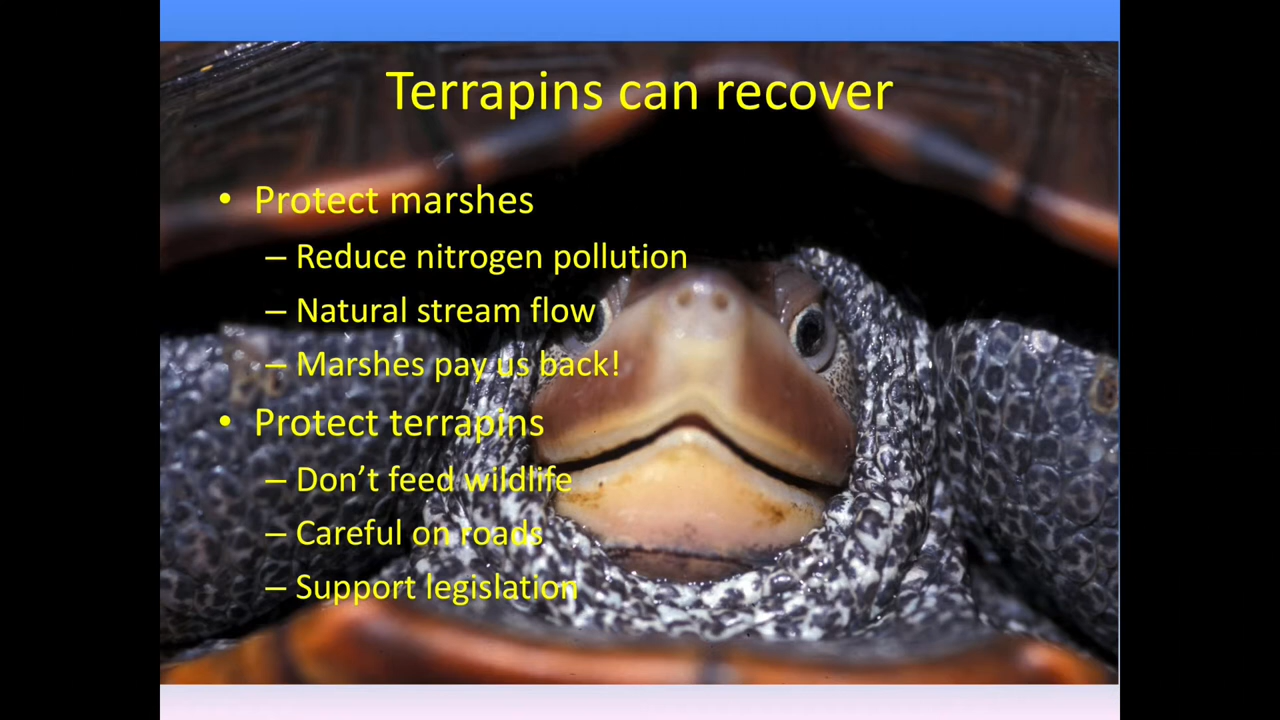 Terrapins can recover
• Protect marshes
– Reduce nitrogen pollution
– Natural stream flow
– Marshes pay us back!
• Protect terrapins
– Don’t feed wildlife
– Careful on roads
– Support legislation